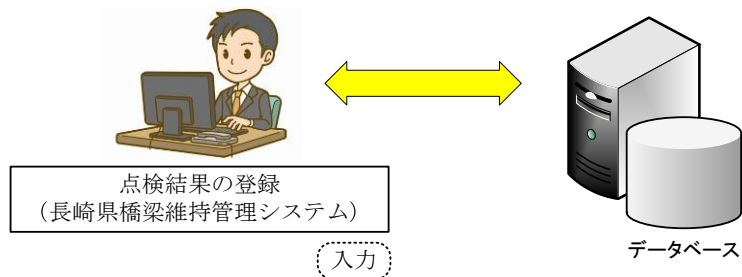 点検結果の登録
（長崎県橋梁維持管理システム）
入力
データベース